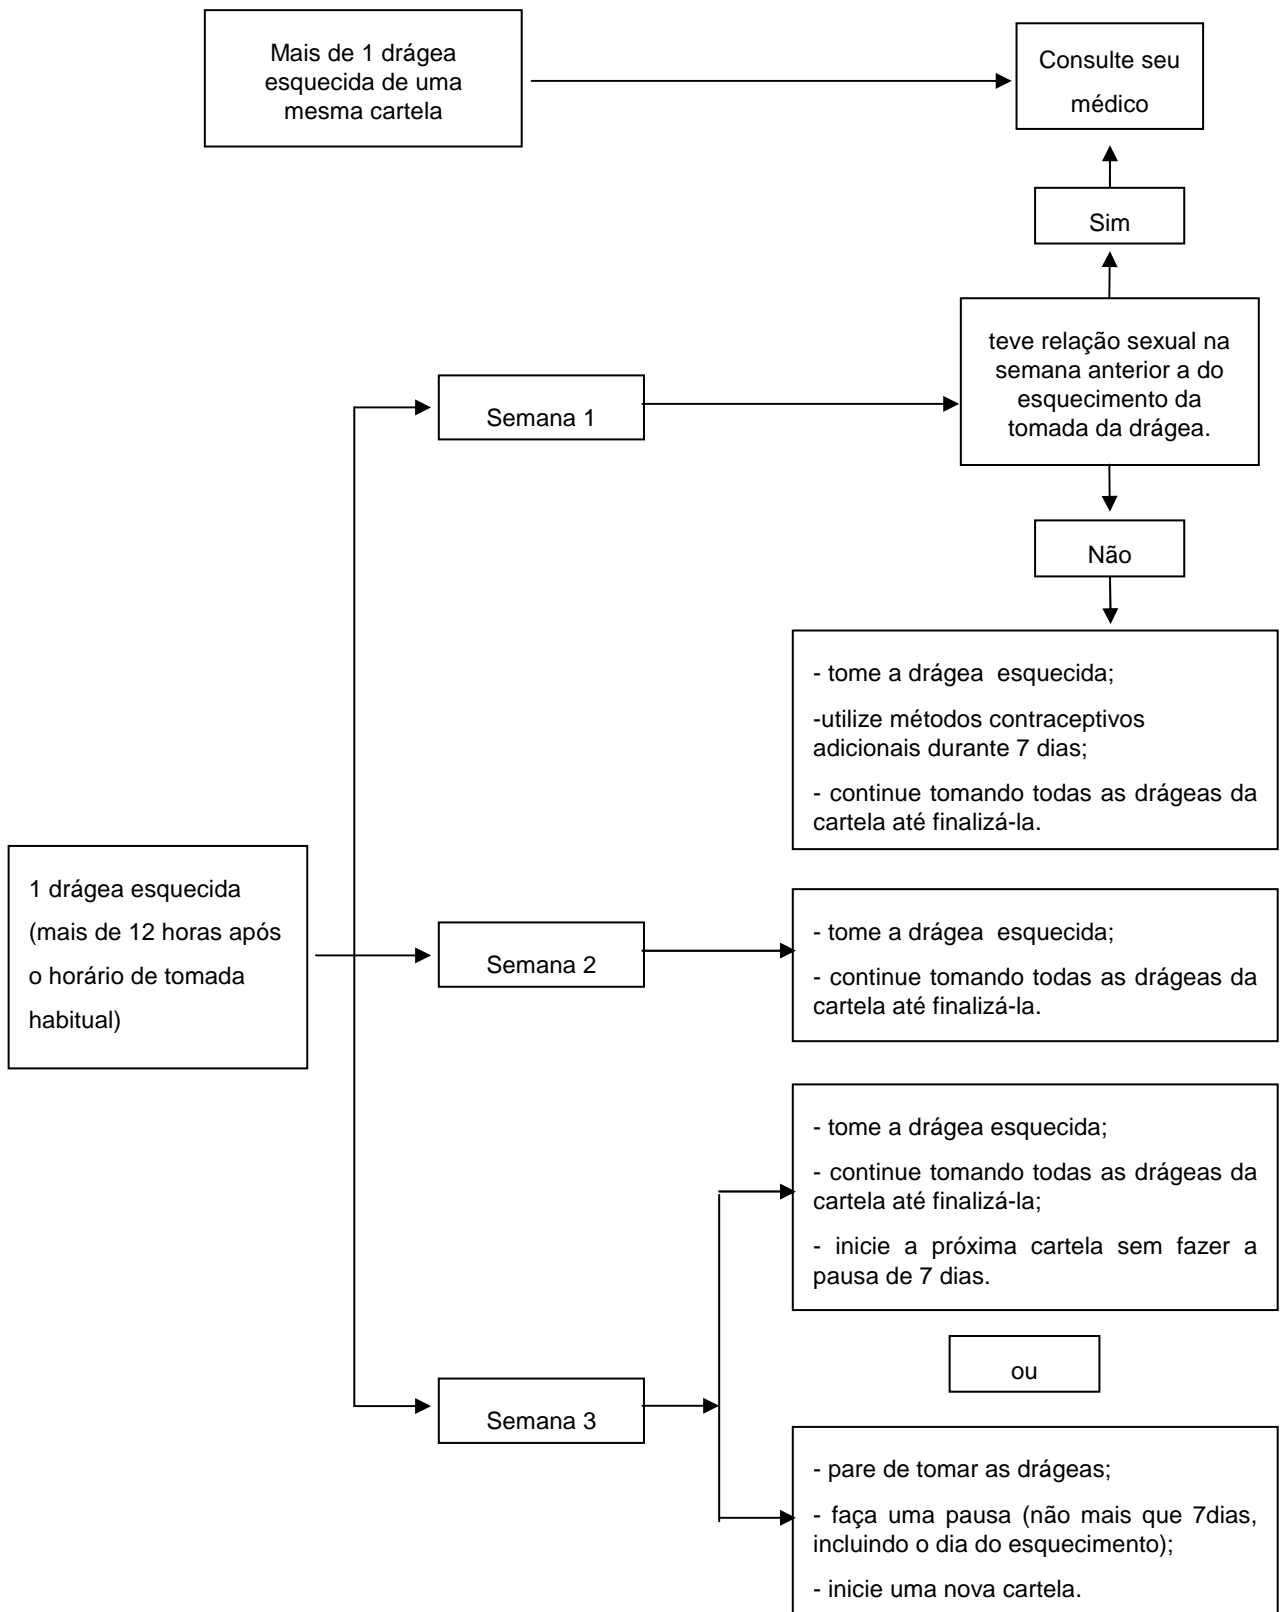 Mais de 1 drágea
esquecida de uma
mesma cartela
Consulte seu
médico
Sim
teve relação sexual na
semana anterior a do
esquecimento da
tomada da drágea.
Semana 1
Não
- tome a drágea  esquecida;
-utilize métodos contraceptivos
adicionais durante 7 dias;
- continue tomando todas as drágeas da
cartela até finalizá-la.
1 drágea esquecida
(mais de 12 horas após
o horário de tomada
habitual)
Semana 2
- tome a drágea  esquecida;
- continue tomando todas as drágeas da
cartela até finalizá-la.
- tome a drágea esquecida;
- continue tomando todas as drágeas da
cartela até finalizá-la;
- inicie a próxima cartela sem fazer a
pausa de 7 dias.
ou
Semana 3
- pare de tomar as drágeas;
- faça uma pausa (não mais que 7dias,
incluindo o dia do esquecimento);
- inicie uma nova cartela.